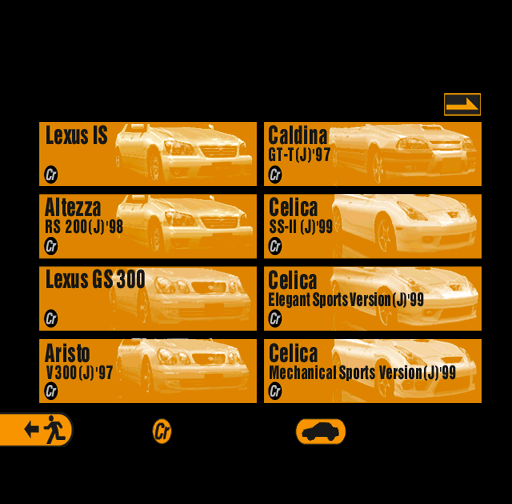 Lexus IS
Cr
Caldina
GT-T(J)'97
Cr
Altezza
RS 200(J)'98
Cr
Celica
SS-II (J)'99
Cr
Lexus GS 300
Cr
Celica
Elegant Sports Version(J)'99
Cr
Aristo
V300(J)'97
Cr
Celica
Mechanical Sports Version(J)'99
Cr
Cr